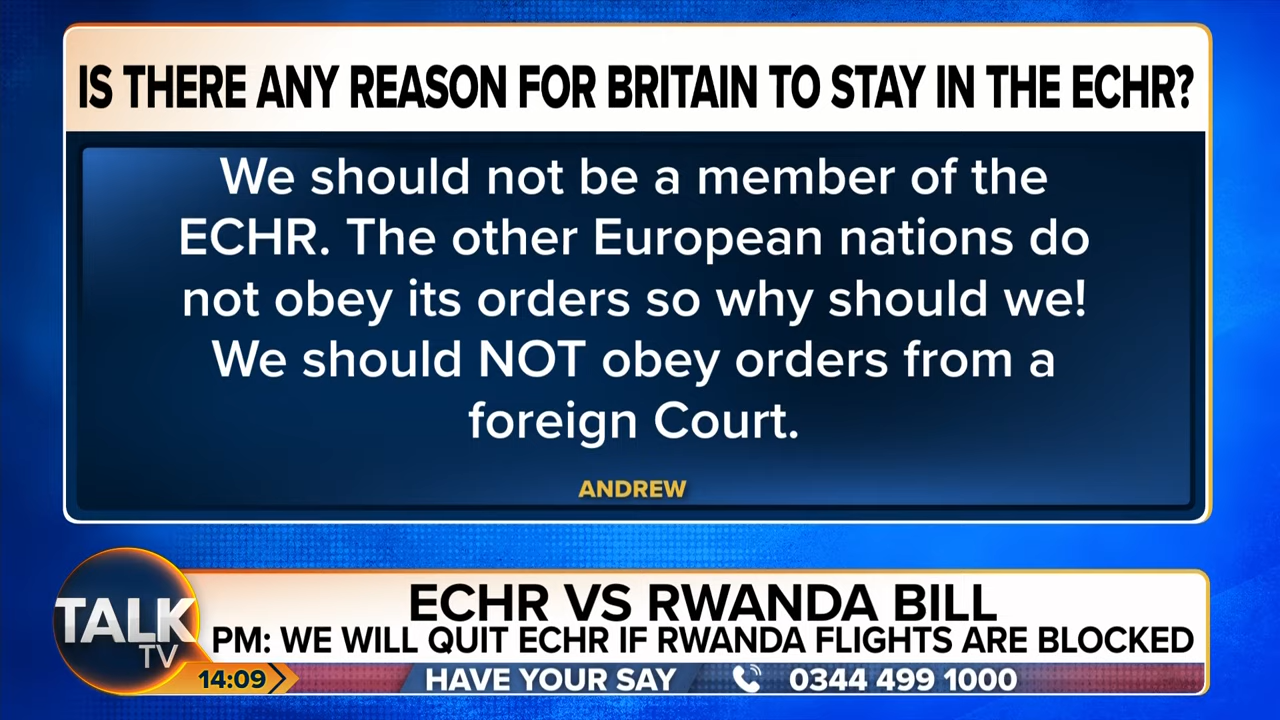 IS THERE ANY REASON FOR BRITAIN TO STAY IN THE ECHR?
We should not be a member of the
ECHR. The other European nations do
not obey its orders so why should we!
We should NOT obey orders from a
foreign Court.
ANDREW
TALK
TV
ECHR VS RWANDA BILL
PM: WE WILL QUIT ECHR IF RWANDA FLIGHTS ARE BLOCKED
14:09
HAVE YOUR SAY
0344 499 1000